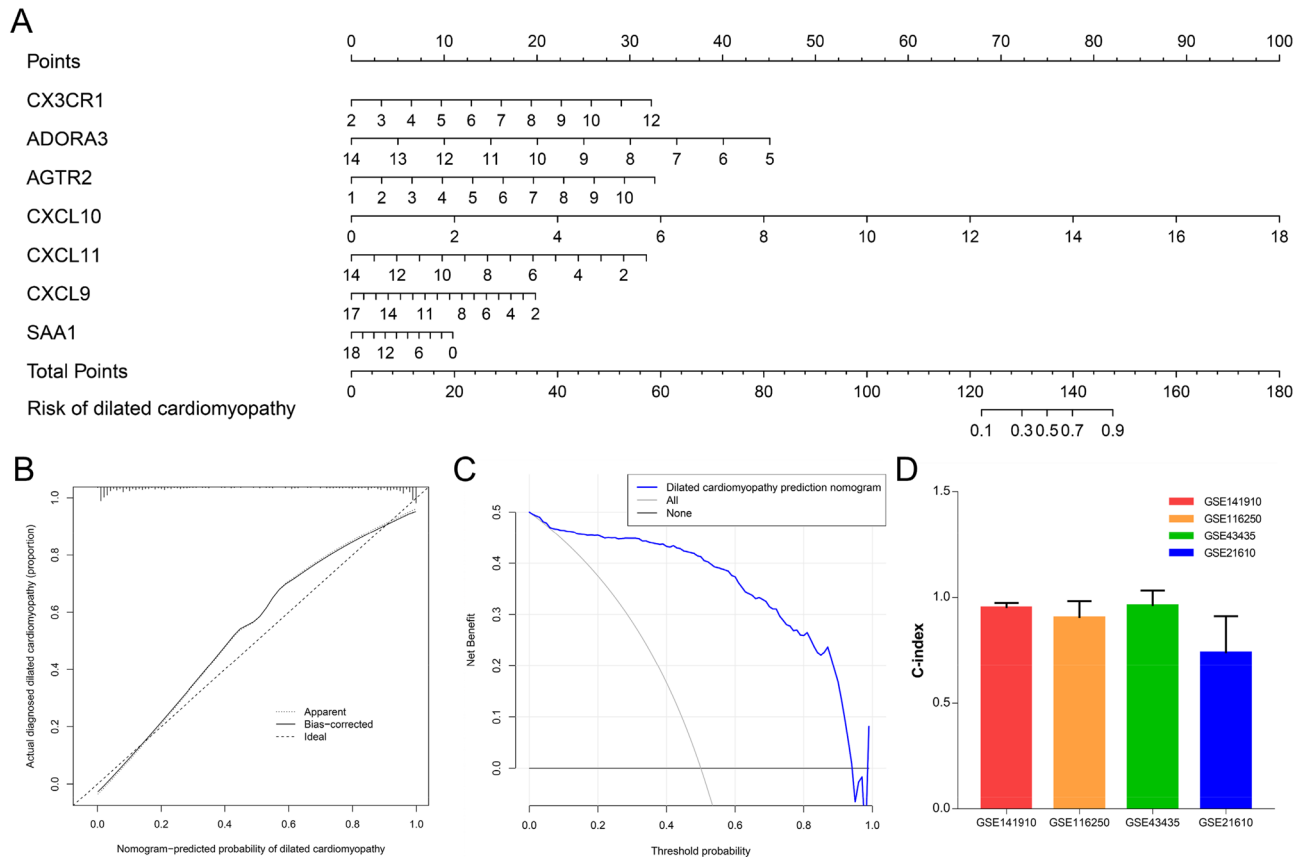 A
Points
0 10 20 30 40 50 60 70 80 90 100
CX3CR1
2 3 4 5 6 7 8 9 10 12
ADORA3
14 13 12 11 10 9 8 7 6 5
AGTR2
1 2 3 4 5 6 7 8 9 10
CXCL10
0 2 4 6 8 10 12 14 16 18
CXCL11
14 12 10 8 6 4 2
CXCL9
17 14 11 8 6 4 2
SAA1
18 12 6 0
Total Points
0 20 40 60 80 100 120 140 160 180
Risk of dilated cardiomyopathy
0.1 0.3 0.5 0.7 0.9
B
Actual diagnosed dilated cardiomyopathy (proportion)
1.0
0.8
0.6
0.4
0.2
0.0
Apparent
Bias−corrected
Ideal
0.0 0.2 0.4 0.6 0.8 1.0
Nomogram−predicted probability of dilated cardiomyopathy
C
Dilated cardiomyopathy prediction nomogram
All
None
Net Benefit
0.5
0.4
0.3
0.2
0.1
0.0
0.0 0.2 0.4 0.6 0.8 1.0
Threshold probability
D
C-index
1.5
1.0
0.5
0.0
GSE141910
GSE116250
GSE43435
GSE21610
GSE141910 GSE116250 GSE43435 GSE21610